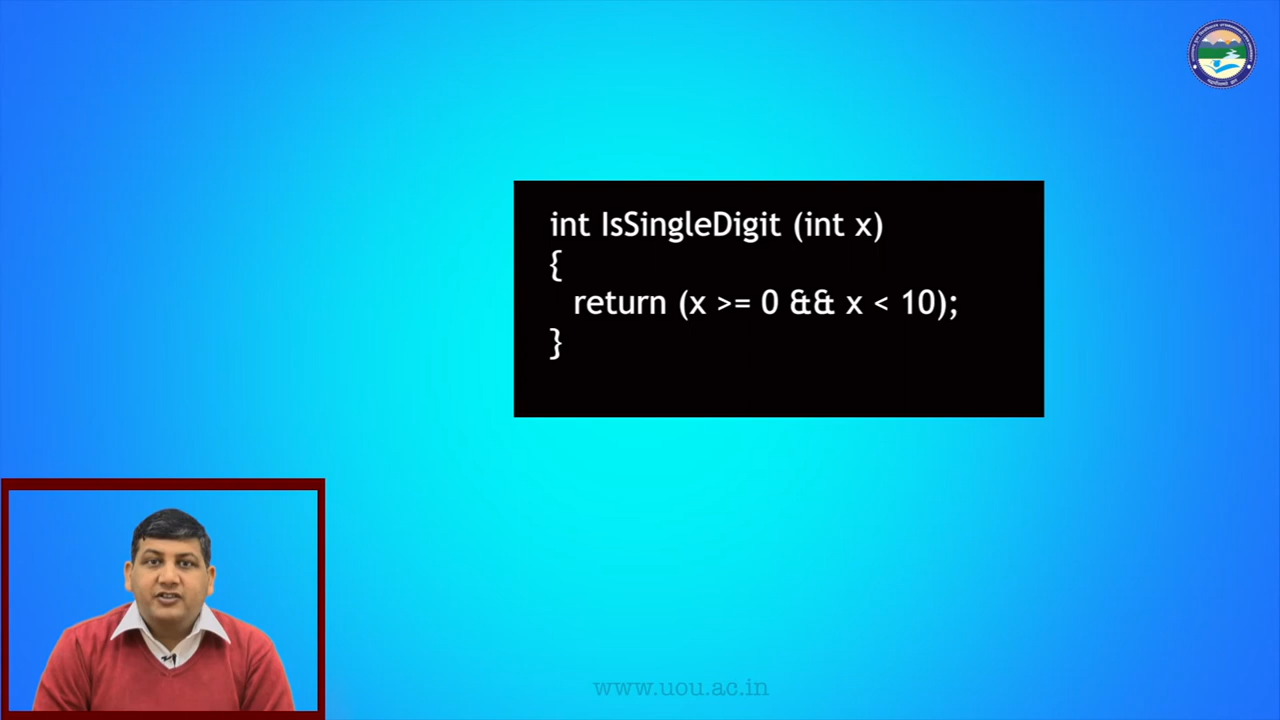 int IsSingleDigit (int x)
{
return (x >= 0 && x < 10);
}
www.uou.ac.in